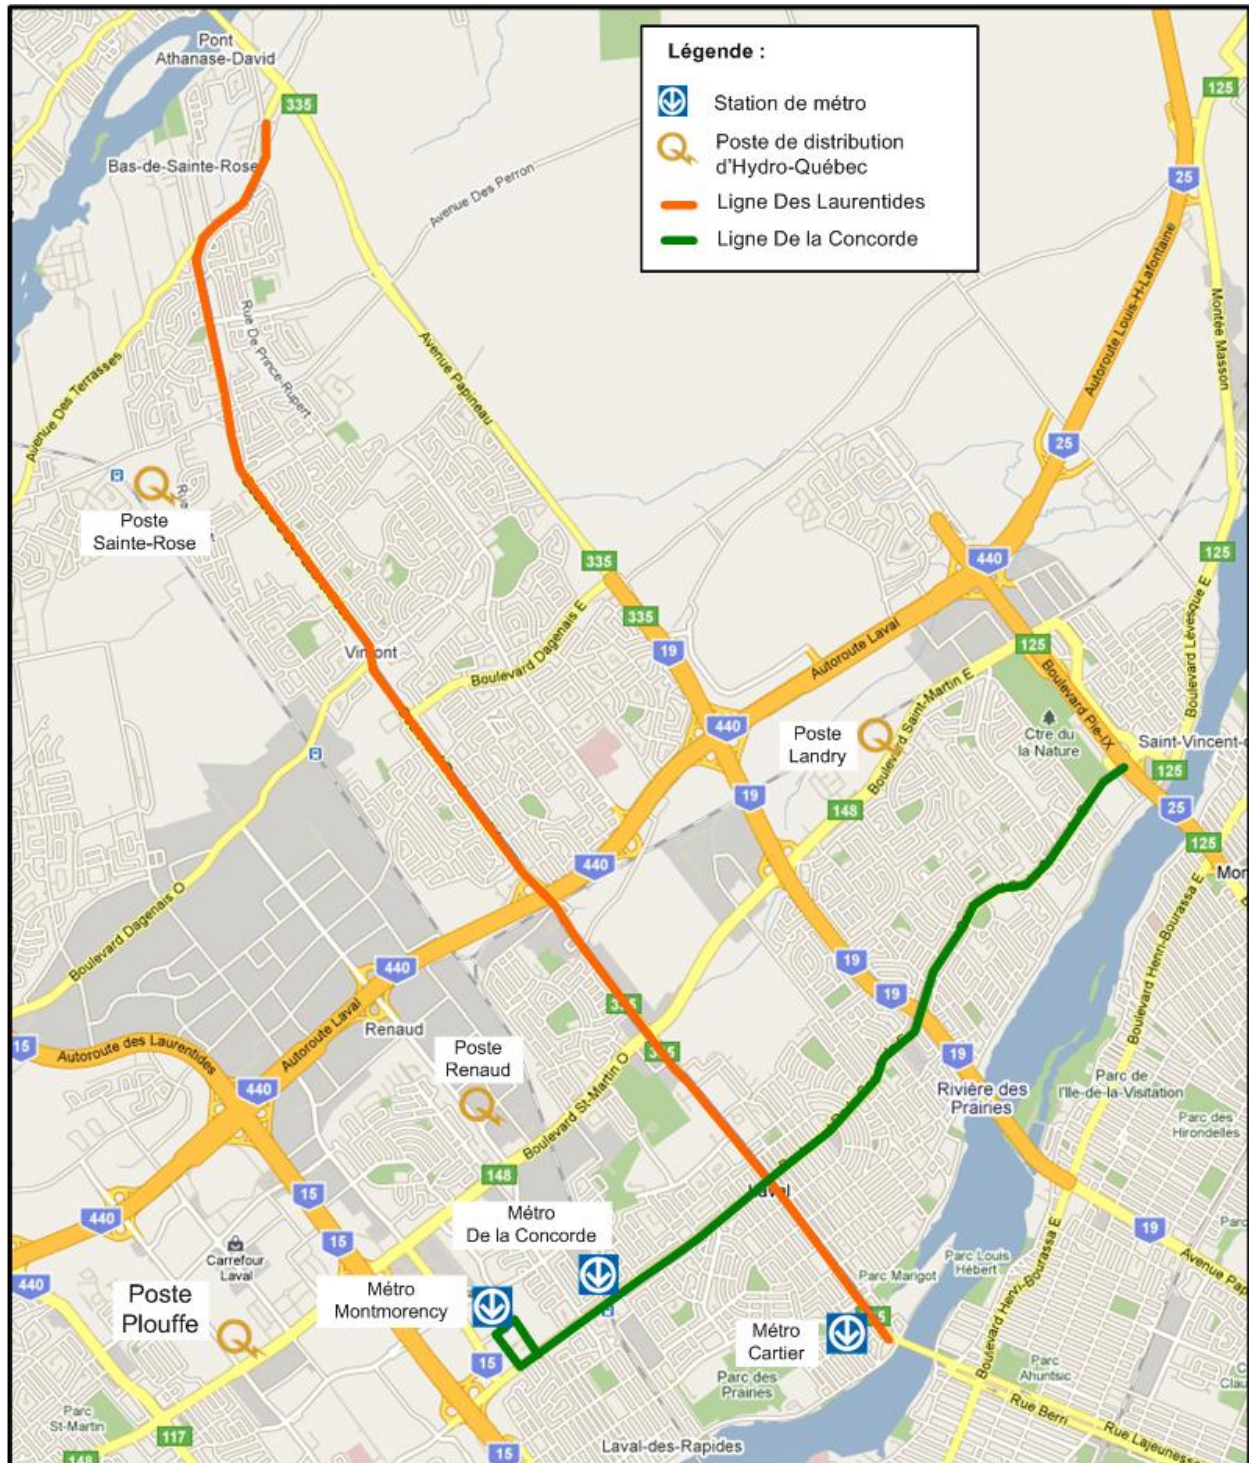 Pont
Athanase-David
335
Bas-de-Sainte-Rose
Avenue Des Perron
Légende :
Station de métro
Poste de distribution
d'Hydro-Québec
Ligne Des Laurentides
Ligne De la Concorde
125
25
Autoroute Louis-H-Lafontaine
Montée Masson
Rue De Prince-Rupert
Avenue Papineau
Avenue Des Terrasses
25
Poste
Sainte-Rose
335
440
125
335
Boulevard Lévesque E
Vimont
Boulevard Dagenais E
19
Autoroute Laval
125
Boulevard Pie-IX
Boulevard Saint-Martin E
440
Poste
Landry
Ctre du
la Nature
Saint-Vincent-d
125
19
148
25
125
Mon
440
Boulevard Dagenais O
Boulevard Henri-Bourassa E
440
19
19
Renaud
15
Autoroute des Laurentides
Autoroute Laval
Poste
Renaud
Boulevard St-Martin O
19
Rivière des
Prairies
Parc de
l'Ile-de-la-Visitation
Parc des
Hirondelles
440
148
15
Laval
Métro
De la Concorde
440
15
19
Avenue Pap
Carrefour
Laval
Parc Louis
Hébert
Boulevard Henri-Bourassa E
Parc Marigot
440
Poste
Plouffe
Métro
Montmorency
Métro
Cartier
15
Parc des
Prairies
Parc
Ahuntsic
Parc
St-Martin
117
Rue Berri
Rue Lajeunesse
148
15
Laval-des-Rapides